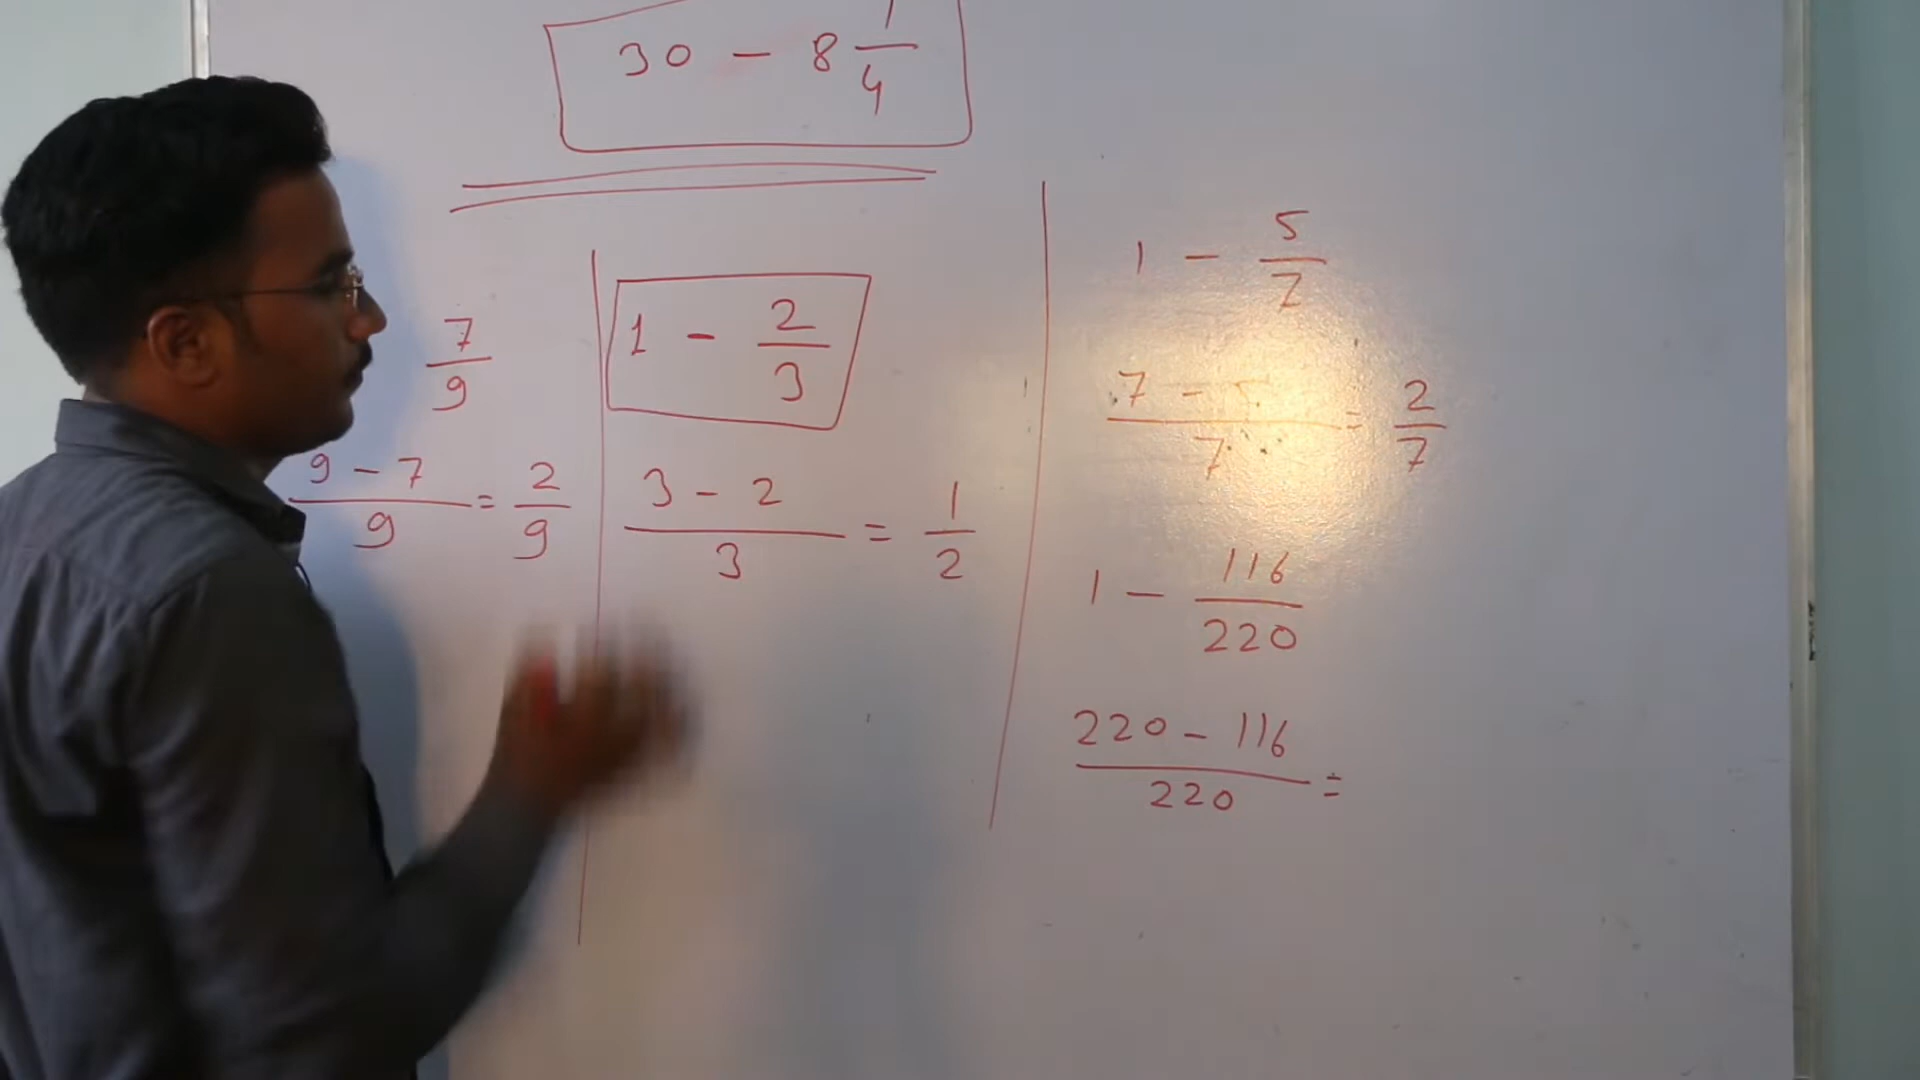 30 - 8 1/4
7/9
9 - 7 / 9 = 2/9
1 - 2/3
3 - 2 / 3 = 1/2
1 - 5/7
7 - 5 / 7 = 2/7
1 - 116/220
220 - 116 / 220 =